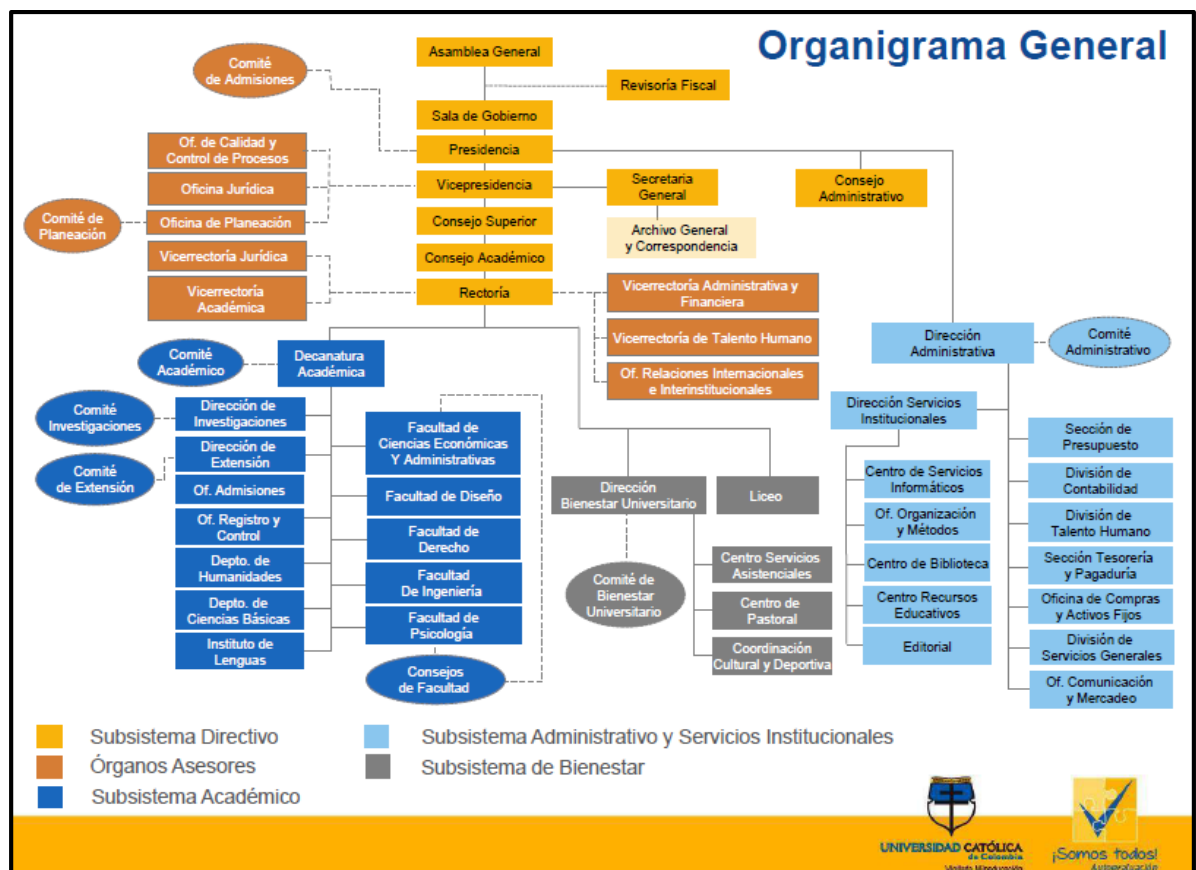 Organigrama General
Asamblea General
Comité
de Admisiones
Revisoría Fiscal
Sala de Gobierno
Presidencia
Of. de Calidad y
Control de Procesos
Vicepresidencia
Secretaria
General
Consejo
Administrativo
Oficina Jurídica
Comité de
Planeación
Oficina de Planeación
Consejo Superior
Archivo General
y Correspondencia
Vicerrectoría Jurídica
Consejo Académico
Vicerrectoría
Académica
Rectoría
Vicerrectoría Administrativa y
Financiera
Vicerrectoría de Talento Humano
Of. Relaciones Internacionales
e Interinstitucionales
Dirección
Administrativa
Comité
Administrativo
Comité
Académico
Decanatura
Académica
Comité
Investigaciones
Dirección de
Investigaciones
Comité
de Extensión
Dirección de
Extensión
Of. Admisiones
Of. Registro y
Control
Depto. de
Humanidades
Depto. de
Ciencias Básicas
Instituto de
Lenguas
Facultad de
Ciencias Económicas
Y Administrativas
Facultad de Diseño
Facultad de
Derecho
Facultad
De Ingeniería
Facultad de
Psicología
Consejos
de Facultad
Dirección
Bienestar Universitario
Liceo
Comité de
Bienestar
Universitario
Centro Servicios
Asistenciales
Centro de
Pastoral
Coordinación
Cultural y Deportiva
Dirección Servicios
Institucionales
Centro de Servicios
Informáticos
Of. Organización
y Métodos
Centro de Biblioteca
Centro Recursos
Educativos
Editorial
Sección de
Presupuesto
División de
Contabilidad
División de
Talento Humano
Sección Tesorería
y Pagaduría
Oficina de Compras
y Activos Fijos
División de
Servicios Generales
Of. Comunicación
y Mercadeo
Subsistema Directivo
Órganos Asesores
Subsistema Académico
Subsistema Administrativo y Servicios Institucionales
Subsistema de Bienestar
UNIVERSIDAD CATÓLICA
de Colombia
¡Somos todos!